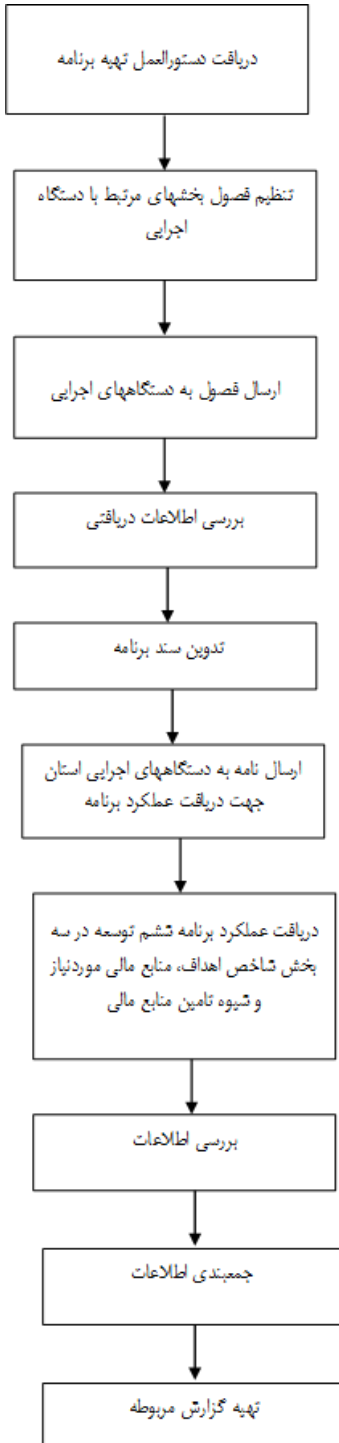 دریافت دستورالعمل تهیه برنامه
تنظیم فصول بخشهای مرتبط با دستگاه
اجرایی
ارسال فصول به دستگاههای اجرایی
بررسی اطلاعات دریافتی
تدوین سند برنامه
ارسال نامه به دستگاههای اجرایی استان
جهت دریافت عملکرد برنامه
دریافت عملکرد برنامه ششم توسعه در سه
بخش شاخص اهداف، منابع مالی موردنیاز
و شیوه تامین منابع مالی
بررسی اطلاعات
جمعبندی اطلاعات
تهیه گزارش مربوطه